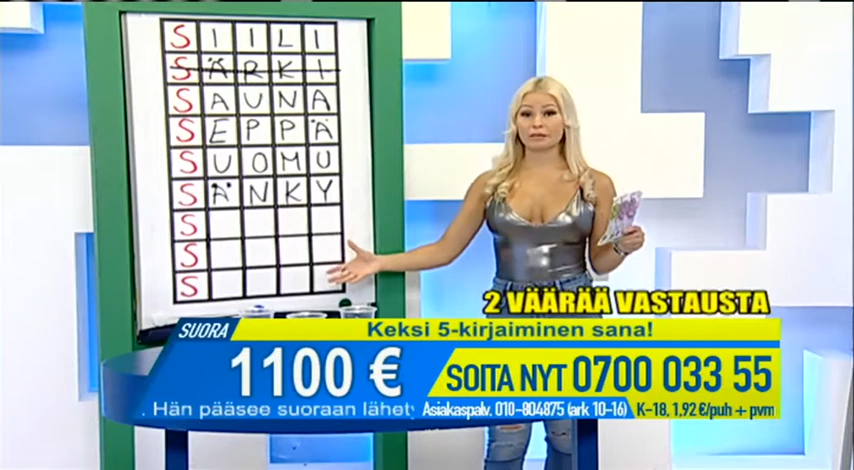 SIILI
SÄRKI
SAUNA
SEPPÄ
SUOMU
SÄNKY
S
S
S
2 VÄÄRÄÄ VASTAUSTA
SUORA
Keksi 5-kirjaiminen sana!
1100 €
SOITA NYT 0700 033 55
. Hän pääsee suoraan lähety
Asiakaspalv. 010-804875 (ark 10-16)
K-18, 1,92 €/puh + pvm